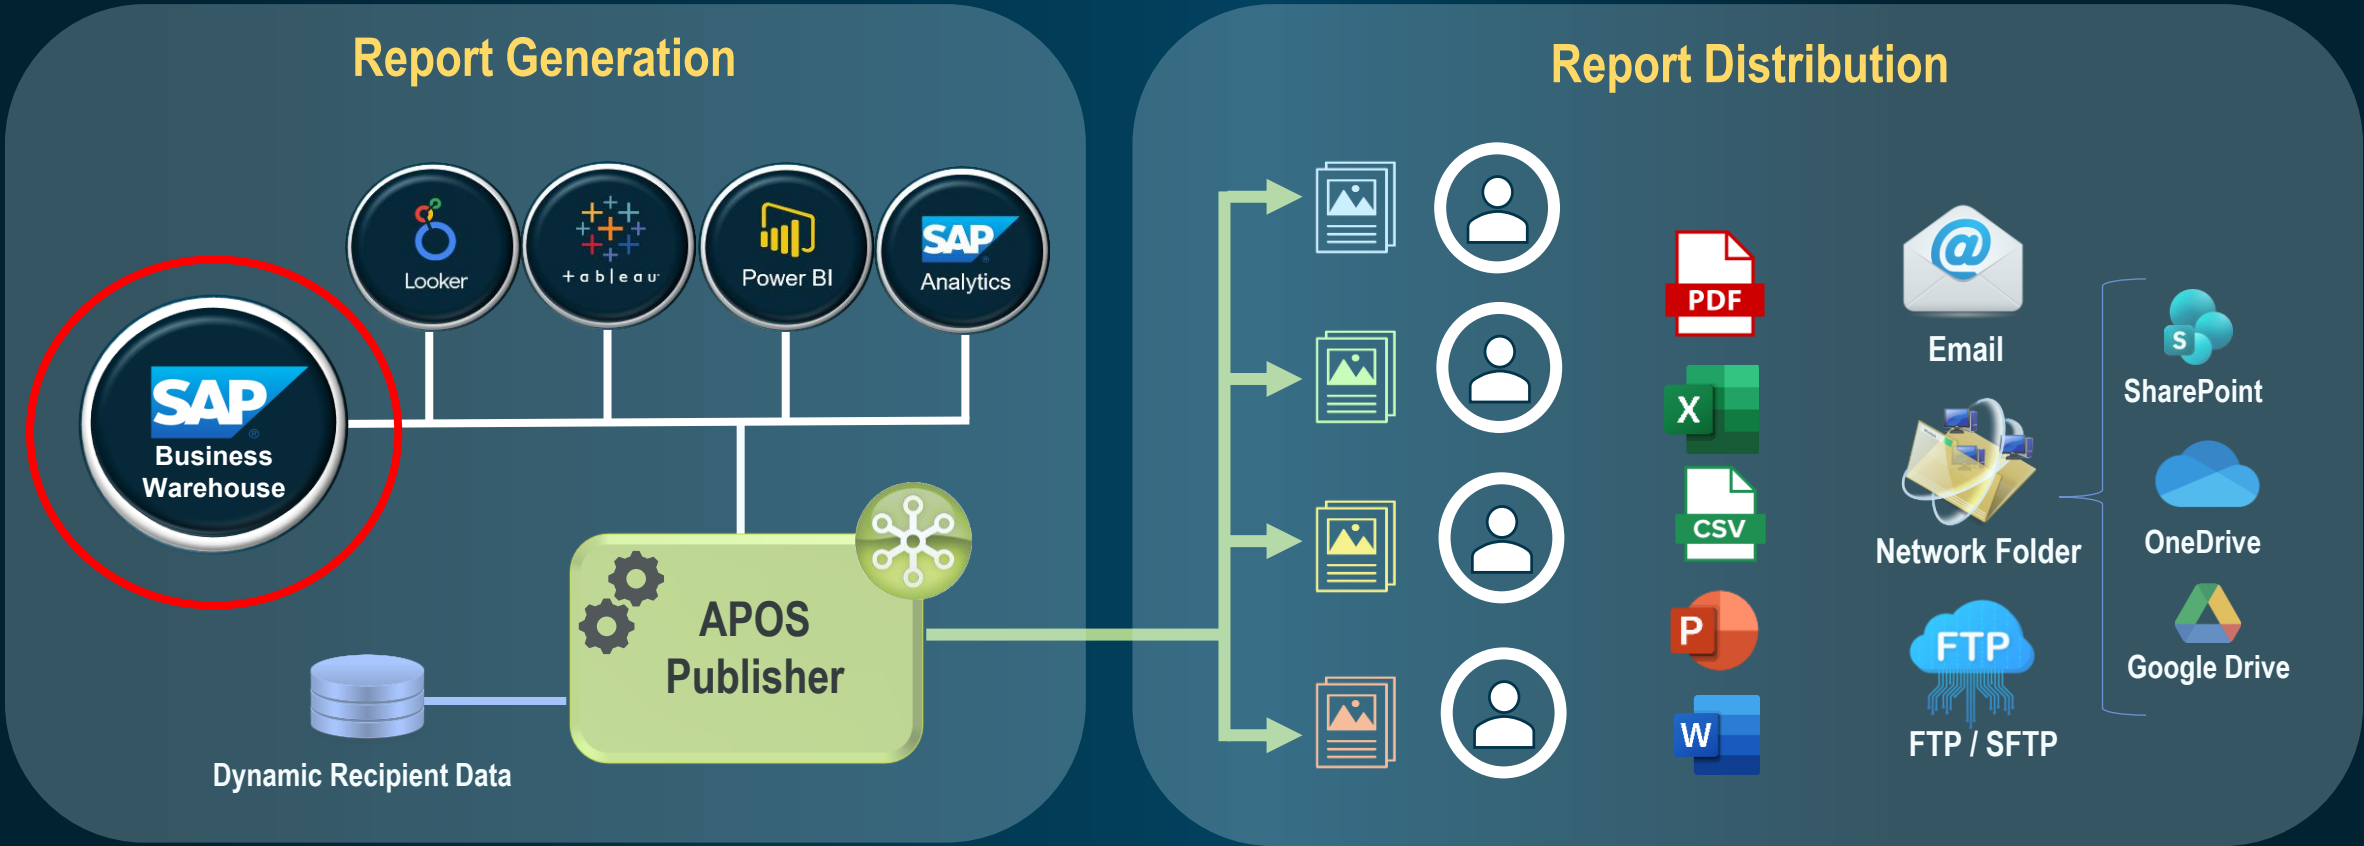 Report Generation
Looker
+ableau
Power BI
SAP
Analytics
SAP
®
Business
Warehouse
APOS
Publisher
Dynamic Recipient Data
Report Distribution
PDF
X
CSV
P
W
@
Email
Network Folder
FTP
FTP / SFTP
S
SharePoint
OneDrive
Google Drive